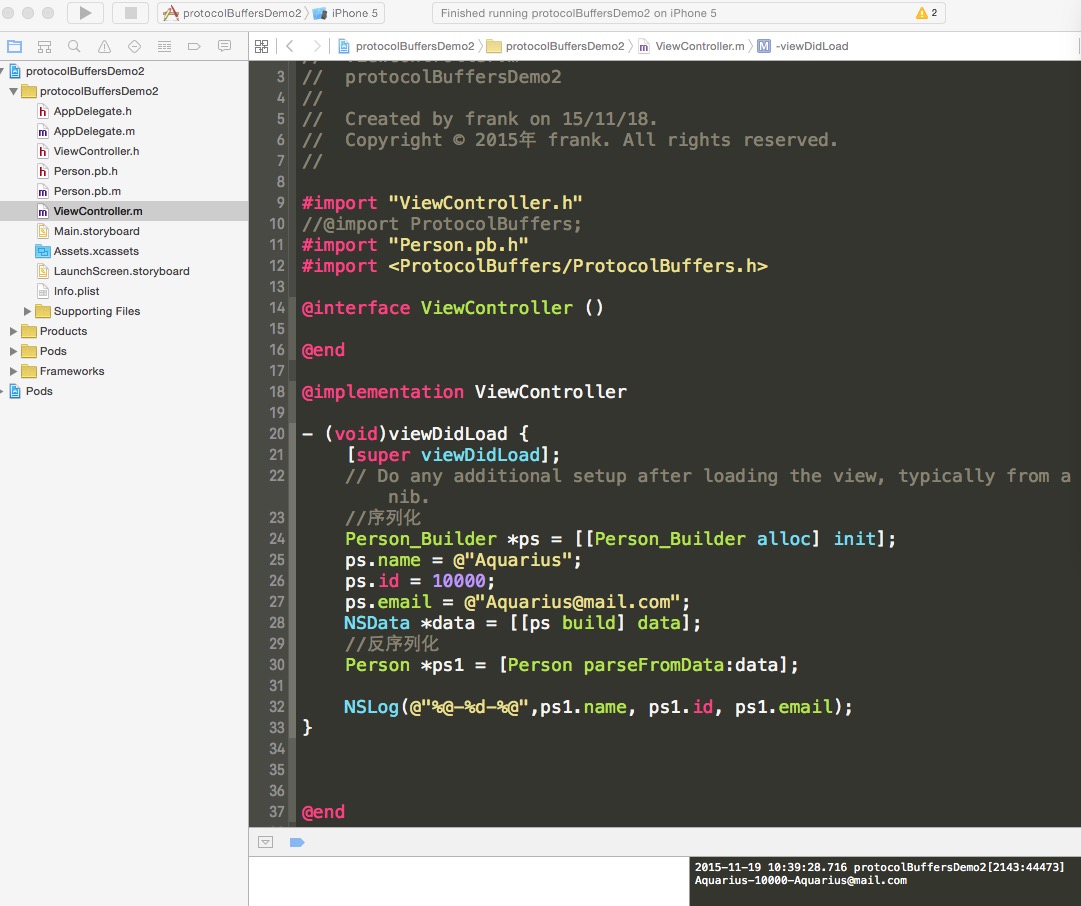 protocolBuffersDemo2 iPhone 5
Finished running protocolBuffersDemo2 on iPhone 5
2
protocolBuffersDemo2 protocolBuffersDemo2 ViewController.m -viewDidLoad
protocolBuffersDemo2
protocolBuffersDemo2
AppDelegate.h
AppDelegate.m
ViewController.h
Person.pb.h
Person.pb.m
ViewController.m
Main.storyboard
Assets.xcassets
LaunchScreen.storyboard
Info.plist
Supporting Files
Products
Pods
Frameworks
Pods
3 //  protocolBuffersDemo2
4 //
5 //  Created by frank on 15/11/18.
6 //  Copyright © 2015年 frank. All rights reserved.
7 //
8
9 #import "ViewController.h"
10 //@import ProtocolBuffers;
11 #import "Person.pb.h"
12 #import <ProtocolBuffers/ProtocolBuffers.h>
13
14 @interface ViewController ()
15
16 @end
17
18 @implementation ViewController
19
20 - (void)viewDidLoad {
21     [super viewDidLoad];
22     // Do any additional setup after loading the view, typically from a
nib.
23     //序列化
24     Person_Builder *ps = [[Person_Builder alloc] init];
25     ps.name = @"Aquarius";
26     ps.id = 10000;
27     ps.email = @"Aquarius@mail.com";
28     NSData *data = [[ps build] data];
29     //反序列化
30     Person *ps1 = [Person parseFromData:data];
31
32     NSLog(@"%@-%d-%@",ps1.name, ps1.id, ps1.email);
33 }
34
35
36
37 @end
2015-11-19 10:39:28.716 protocolBuffersDemo2[2143:44473]
Aquarius-10000-Aquarius@mail.com